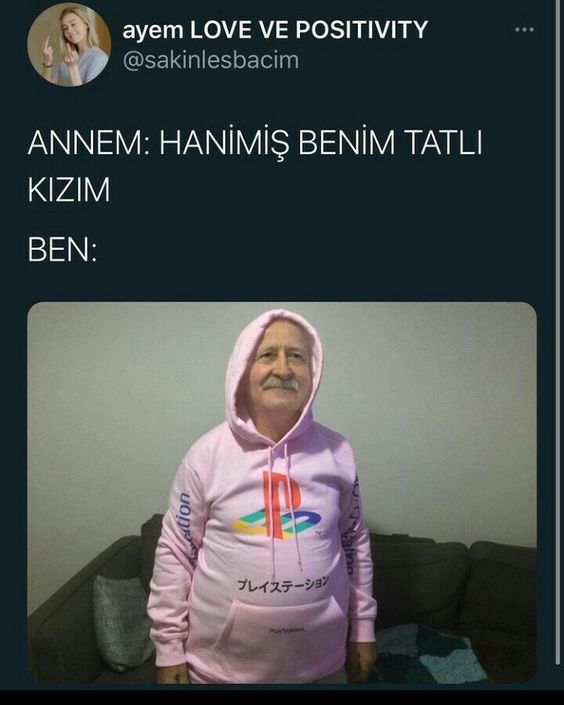 ayem LOVE VE POSITIVITY
@sakinlesbacim
ANNEM: HANİMİŞ BENİM TATLI
KIZIM
BEN:
プレイステーション
PlayStation